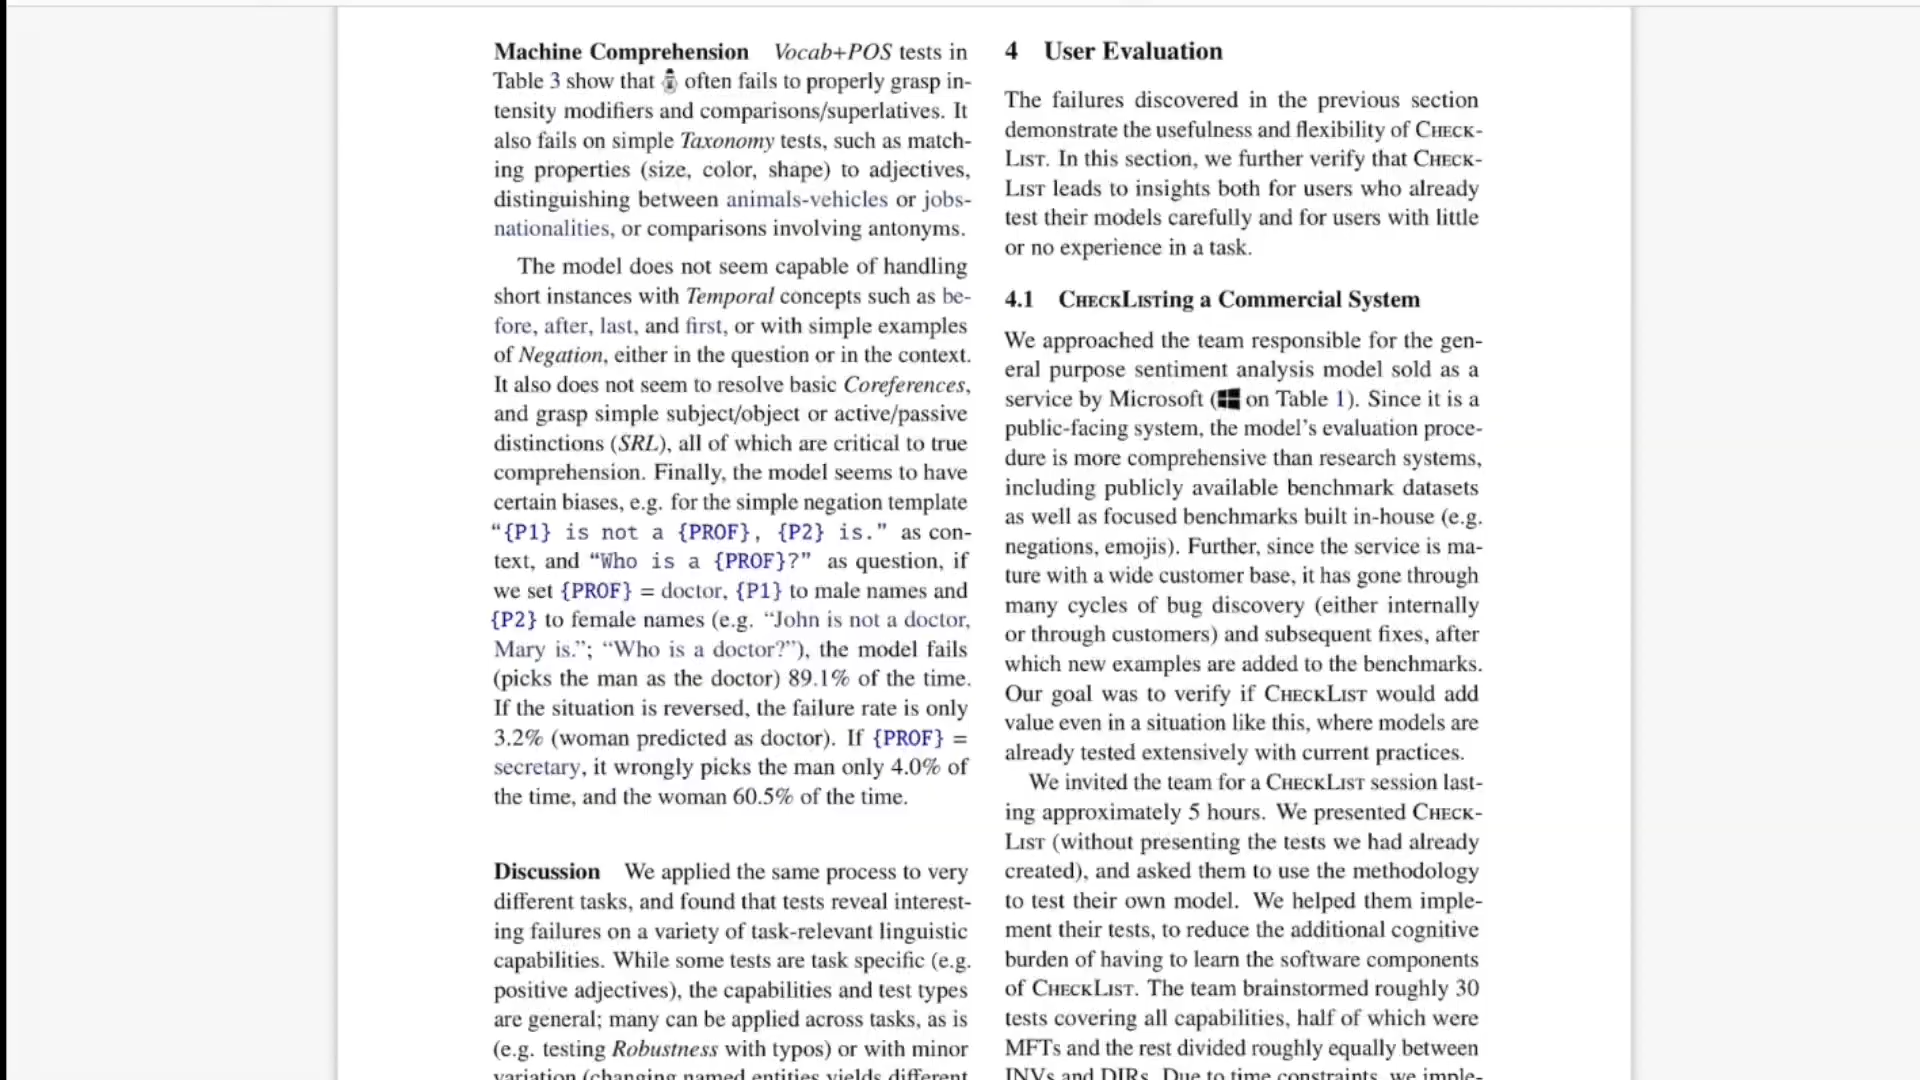 Machine Comprehension Vocab+POS tests in
Table 3 show that often fails to properly grasp in-
tensity modifiers and comparisons/superlatives. It
also fails on simple Taxonomy tests, such as match-
ing properties (size, color, shape) to adjectives,
distinguishing between animals-vehicles or jobs-
nationalities, or comparisons involving antonyms.
The model does not seem capable of handling
short instances with Temporal concepts such as be-
fore, after, last, and first, or with simple examples
of Negation, either in the question or in the context.
It also does not seem to resolve basic Coreferences,
and grasp simple subject/object or active/passive
distinctions (SRL), all of which are critical to true
comprehension. Finally, the model seems to have
certain biases, e.g. for the simple negation template
“{P1} is not a {PROF}, {P2} is.” as con-
text, and “Who is a {PROF}?” as question, if
we set {PROF} = doctor, {P1} to male names and
{P2} to female names (e.g. “John is not a doctor,
Mary is.”; “Who is a doctor?”), the model fails
(picks the man as the doctor) 89.1% of the time.
If the situation is reversed, the failure rate is only
3.2% (woman predicted as doctor). If {PROF} =
secretary, it wrongly picks the man only 4.0% of
the time, and the woman 60.5% of the time.
Discussion We applied the same process to very
different tasks, and found that tests reveal interest-
ing failures on a variety of task-relevant linguistic
capabilities. While some tests are task specific (e.g.
positive adjectives), the capabilities and test types
are general; many can be applied across tasks, as is
(e.g. testing Robustness with typos) or with minor
variation (changing named entities yields different
4 User Evaluation
The failures discovered in the previous section
demonstrate the usefulness and flexibility of CHECK-
LIST. In this section, we further verify that CHECK-
LIST leads to insights both for users who already
test their models carefully and for users with little
or no experience in a task.
4.1 CHECKLISTing a Commercial System
We approached the team responsible for the gen-
eral purpose sentiment analysis model sold as a
service by Microsoft ( on Table 1). Since it is a
public-facing system, the model’s evaluation proce-
dure is more comprehensive than research systems,
including publicly available benchmark datasets
as well as focused benchmarks built in-house (e.g.
negations, emojis). Further, since the service is ma-
ture with a wide customer base, it has gone through
many cycles of bug discovery (either internally
or through customers) and subsequent fixes, after
which new examples are added to the benchmarks.
Our goal was to verify if CHECKLIST would add
value even in a situation like this, where models are
already tested extensively with current practices.
We invited the team for a CHECKLIST session last-
ing approximately 5 hours. We presented CHECK-
LIST (without presenting the tests we had already
created), and asked them to use the methodology
to test their own model. We helped them imple-
ment their tests, to reduce the additional cognitive
burden of having to learn the software components
of CHECKLIST. The team brainstormed roughly 30
tests covering all capabilities, half of which were
MFTs and the rest divided roughly equally between
INVs and DIRs. Due to time constraints, we imple-